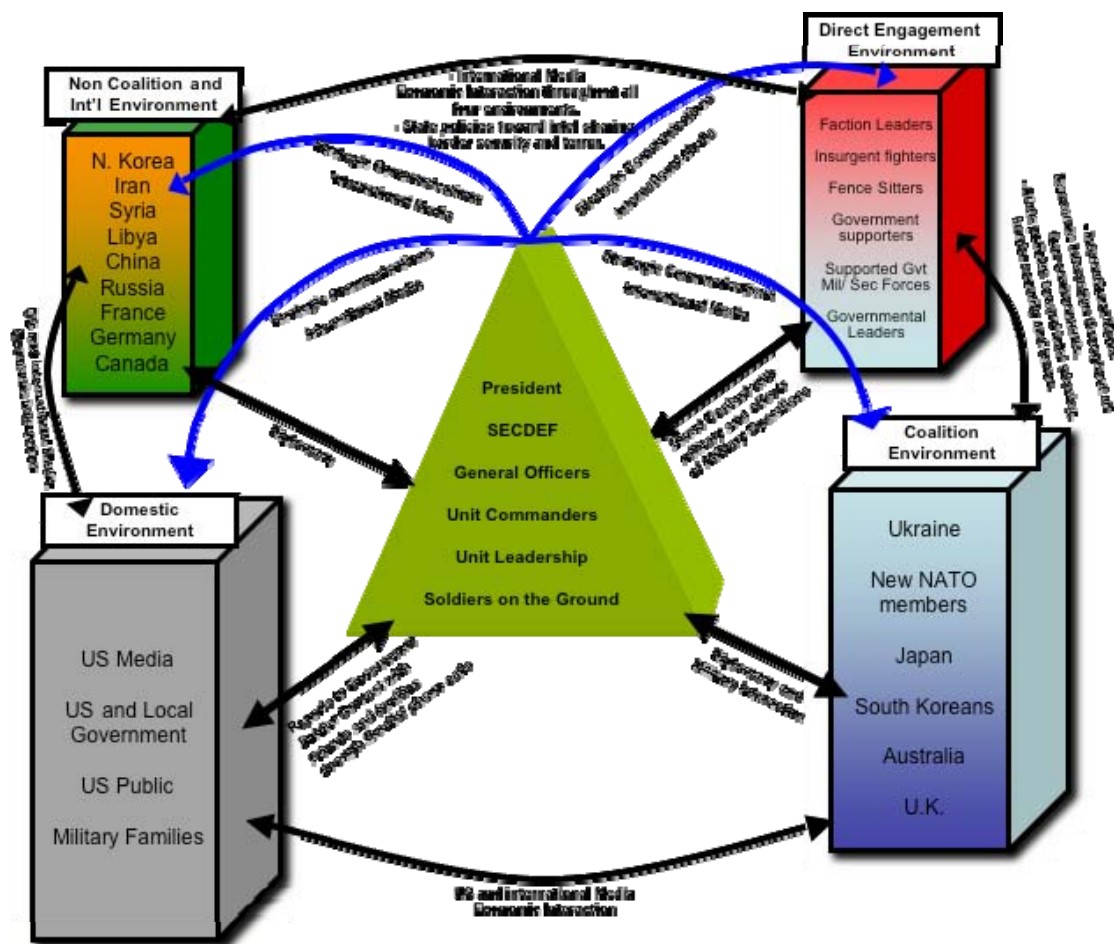 Direct Engagement
Environment
Non Coalition and
Int'l Environment
- International Media
Economic Interaction throughout all
four environments.
- State policies toward intel sharing,
border security and terror.
N. Korea
Iran
Syria
Libya
China
Russia
France
Germany
Canada
Faction Leaders
Insurgent fighters
Fence Sitters
Government
supporters
Supported Gvt
Mil/ Sec Forces
Governmental
Leaders
Strategic Communications
International Media
Strategic Communications
International Media
Strategic Communications
International Media
Strategic Communications
International Media
Diplomatic
President
SECDEF
General Officers
Unit Commanders
Unit Leadership
Soldiers on the Ground
Coalition
Environment
Ukraine
New NATO
members
Japan
South Koreans
Australia
U.K.
Domestic
Environment
US Media
US and Local
Government
US Public
Military Families
Diplomatic and
Military Interaction
US and International Media
Economic Interaction